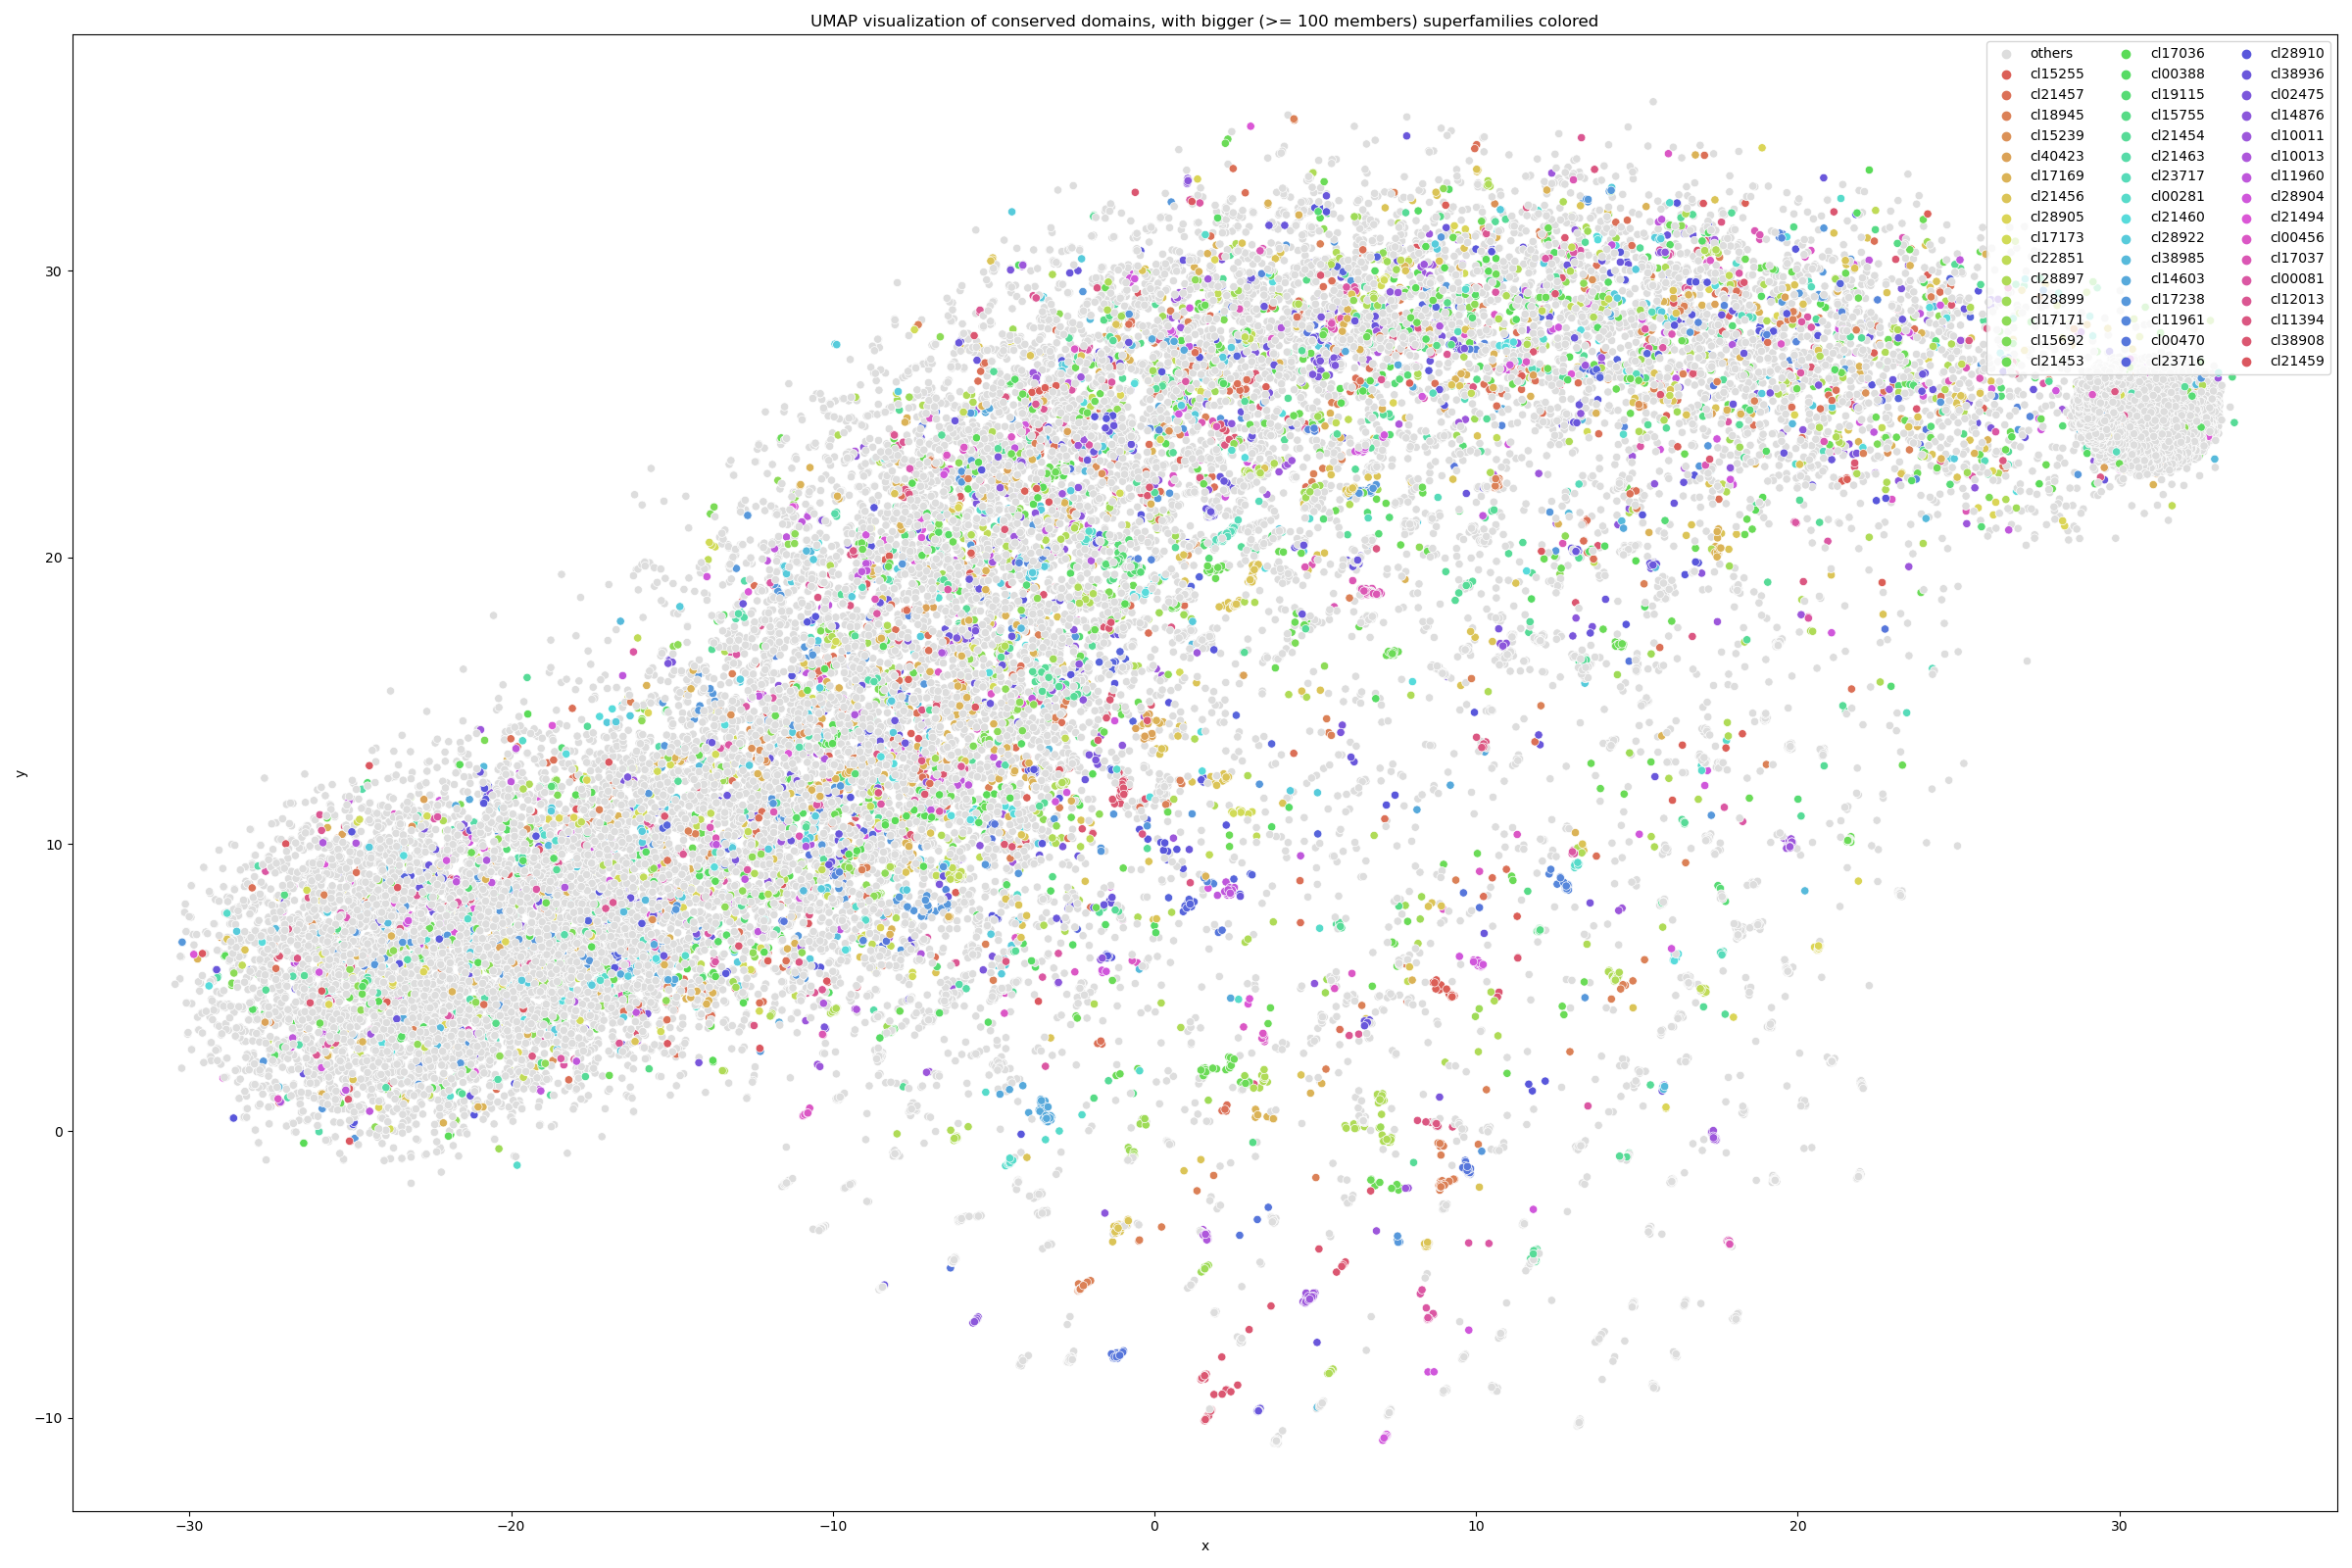 UMAP visualization of conserved domains, with bigger (>= 100 members) superfamilies colored
others
cl15255
cl21457
cl18945
cl15239
cl40423
cl17169
cl21456
cl28905
cl17173
cl22851
cl28897
cl28899
cl17171
cl15692
cl21453
cl17036
cl00388
cl19115
cl15755
cl21454
cl21463
cl23717
cl00281
cl21460
cl28922
cl38985
cl14603
cl17238
cl11961
cl00470
cl23716
cl28910
cl38936
cl02475
cl14876
cl10011
cl10013
cl11960
cl28904
cl21494
cl00456
cl17037
cl00081
cl12013
cl11394
cl38908
cl21459
30
20
10
0
−10
y
−30
−20
−10
0
10
20
30
x